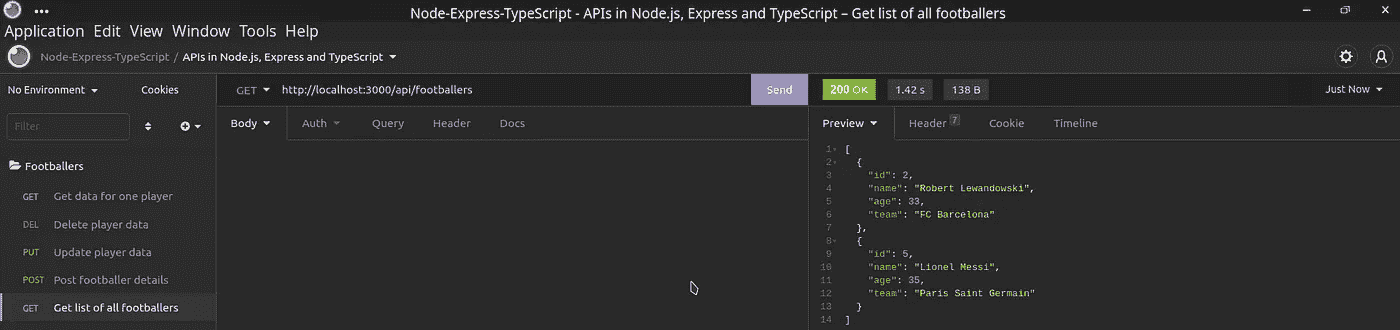 Node-Express-TypeScript - APIs in Node.js, Express and TypeScript – Get list of all footballers
Application Edit View Window Tools Help
Node-Express-TypeScript / APIs in Node.js, Express and TypeScript
No Environment Cookies
GET http://localhost:3000/api/footballers Send
200 OK 1.42 s 138 B Just Now
Filter
Body Auth Query Header Docs
Preview Header 7 Cookie Timeline
Footballers
GET Get data for one player
DEL Delete player data
PUT Update player data
POST Post footballer details
GET Get list of all footballers
1 [
2 {
3 "id": 2,
4 "name": "Robert Lewandowski",
5 "age": 33,
6 "team": "FC Barcelona"
7 },
8 {
9 "id": 5,
10 "name": "Lionel Messi",
11 "age": 35,
12 "team": "Paris Saint Germain"
13 }
14 ]